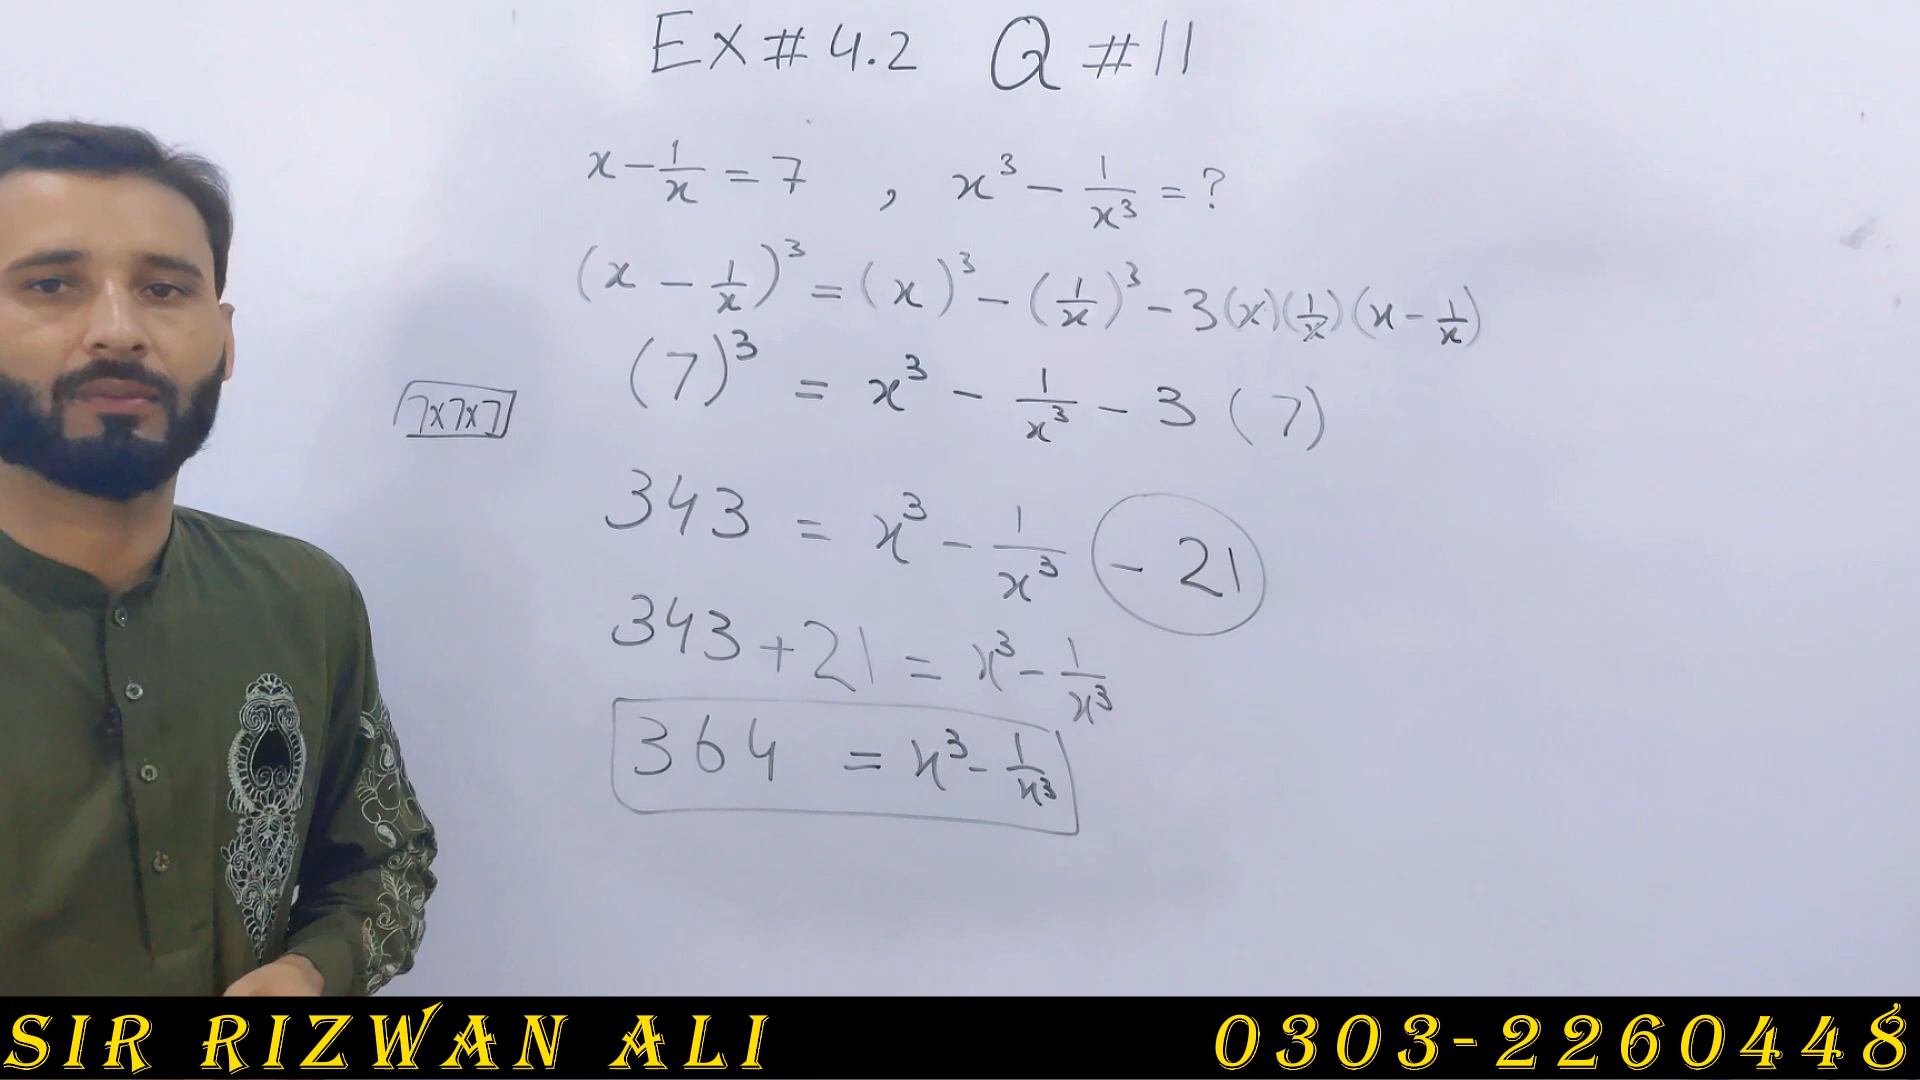 Ex # 4.2 Q # 11
x - 1/x = 7 , x³ - 1/x³ = ?
(x - 1/x)³ = (x)³ - (1/x)³ - 3(x)(1/x)(x - 1/x)
(7)³ = x³ - 1/x³ - 3 (7)
7x7x7
343 = x³ - 1/x³ - 21
343 + 21 = x³ - 1/x³
364 = x³ - 1/x³
SIR RIZWAN ALI 0303-2260448